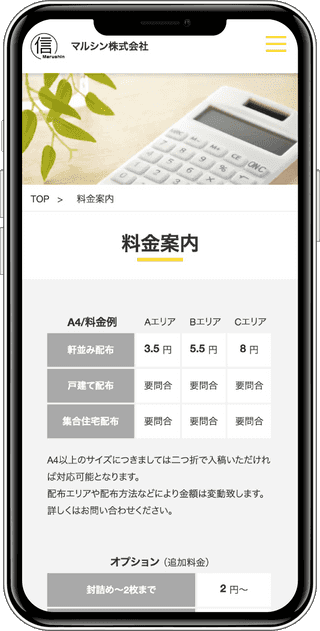 信
Marushin
マルシン株式会社
TOP > 料金案内
料金案内
A4/料金例 Aエリア Bエリア Cエリア
軒並み配布 3.5 円 5.5 円 8 円
戸建て配布 要問合 要問合 要問合
集合住宅配布 要問合 要問合 要問合
A4以上のサイズにつきましては二つ折で入稿いただけれ
ば対応可能となります。
配布エリアや配布方法などにより金額は変動致します。
詳しくはお問い合わせください。
オプション（追加料金）
封詰め〜2枚まで 2 円〜